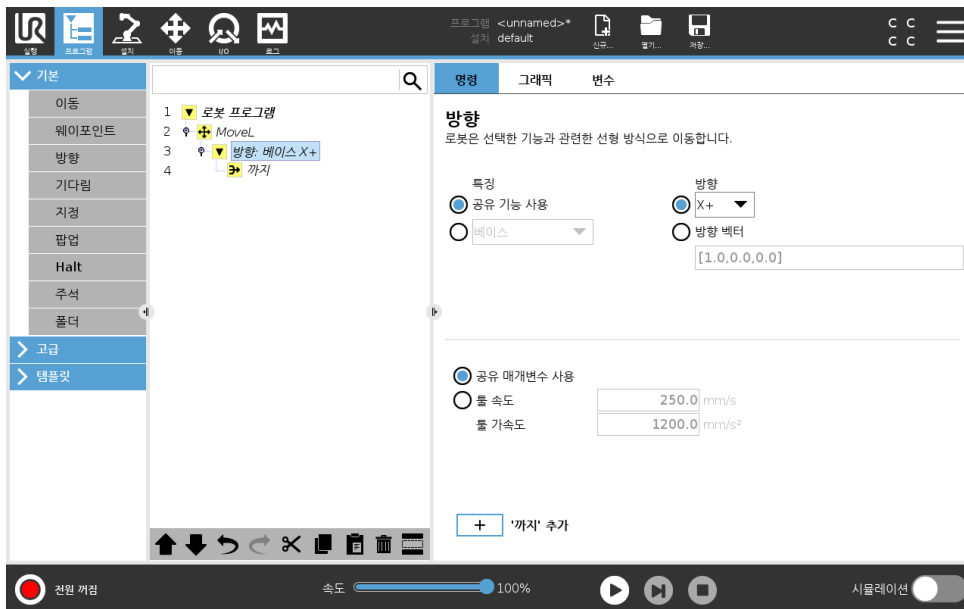 프로그램 <unnamed>*
설치 default
실행
프로그램
설치
이동
I/O
로그
신규...
열기...
저장...
C C
C C
기본
이동
웨이포인트
방향
기다림
지정
팝업
Halt
주석
폴더
고급
템플릿
1 로봇 프로그램
2 MoveL
3 방향: 베이스 X+
4 까지
명령 그래픽 변수
방향
로봇은 선택한 기능과 관련한 선형 방식으로 이동합니다.
특징 방향
공유 기능 사용 X+
베이스 방향 벡터
[1.0,0.0,0.0]
공유 매개변수 사용
툴 속도 250.0 mm/s
툴 가속도 1200.0 mm/s²
+ '까지' 추가
전원 꺼짐
속도 100%
시뮬레이션